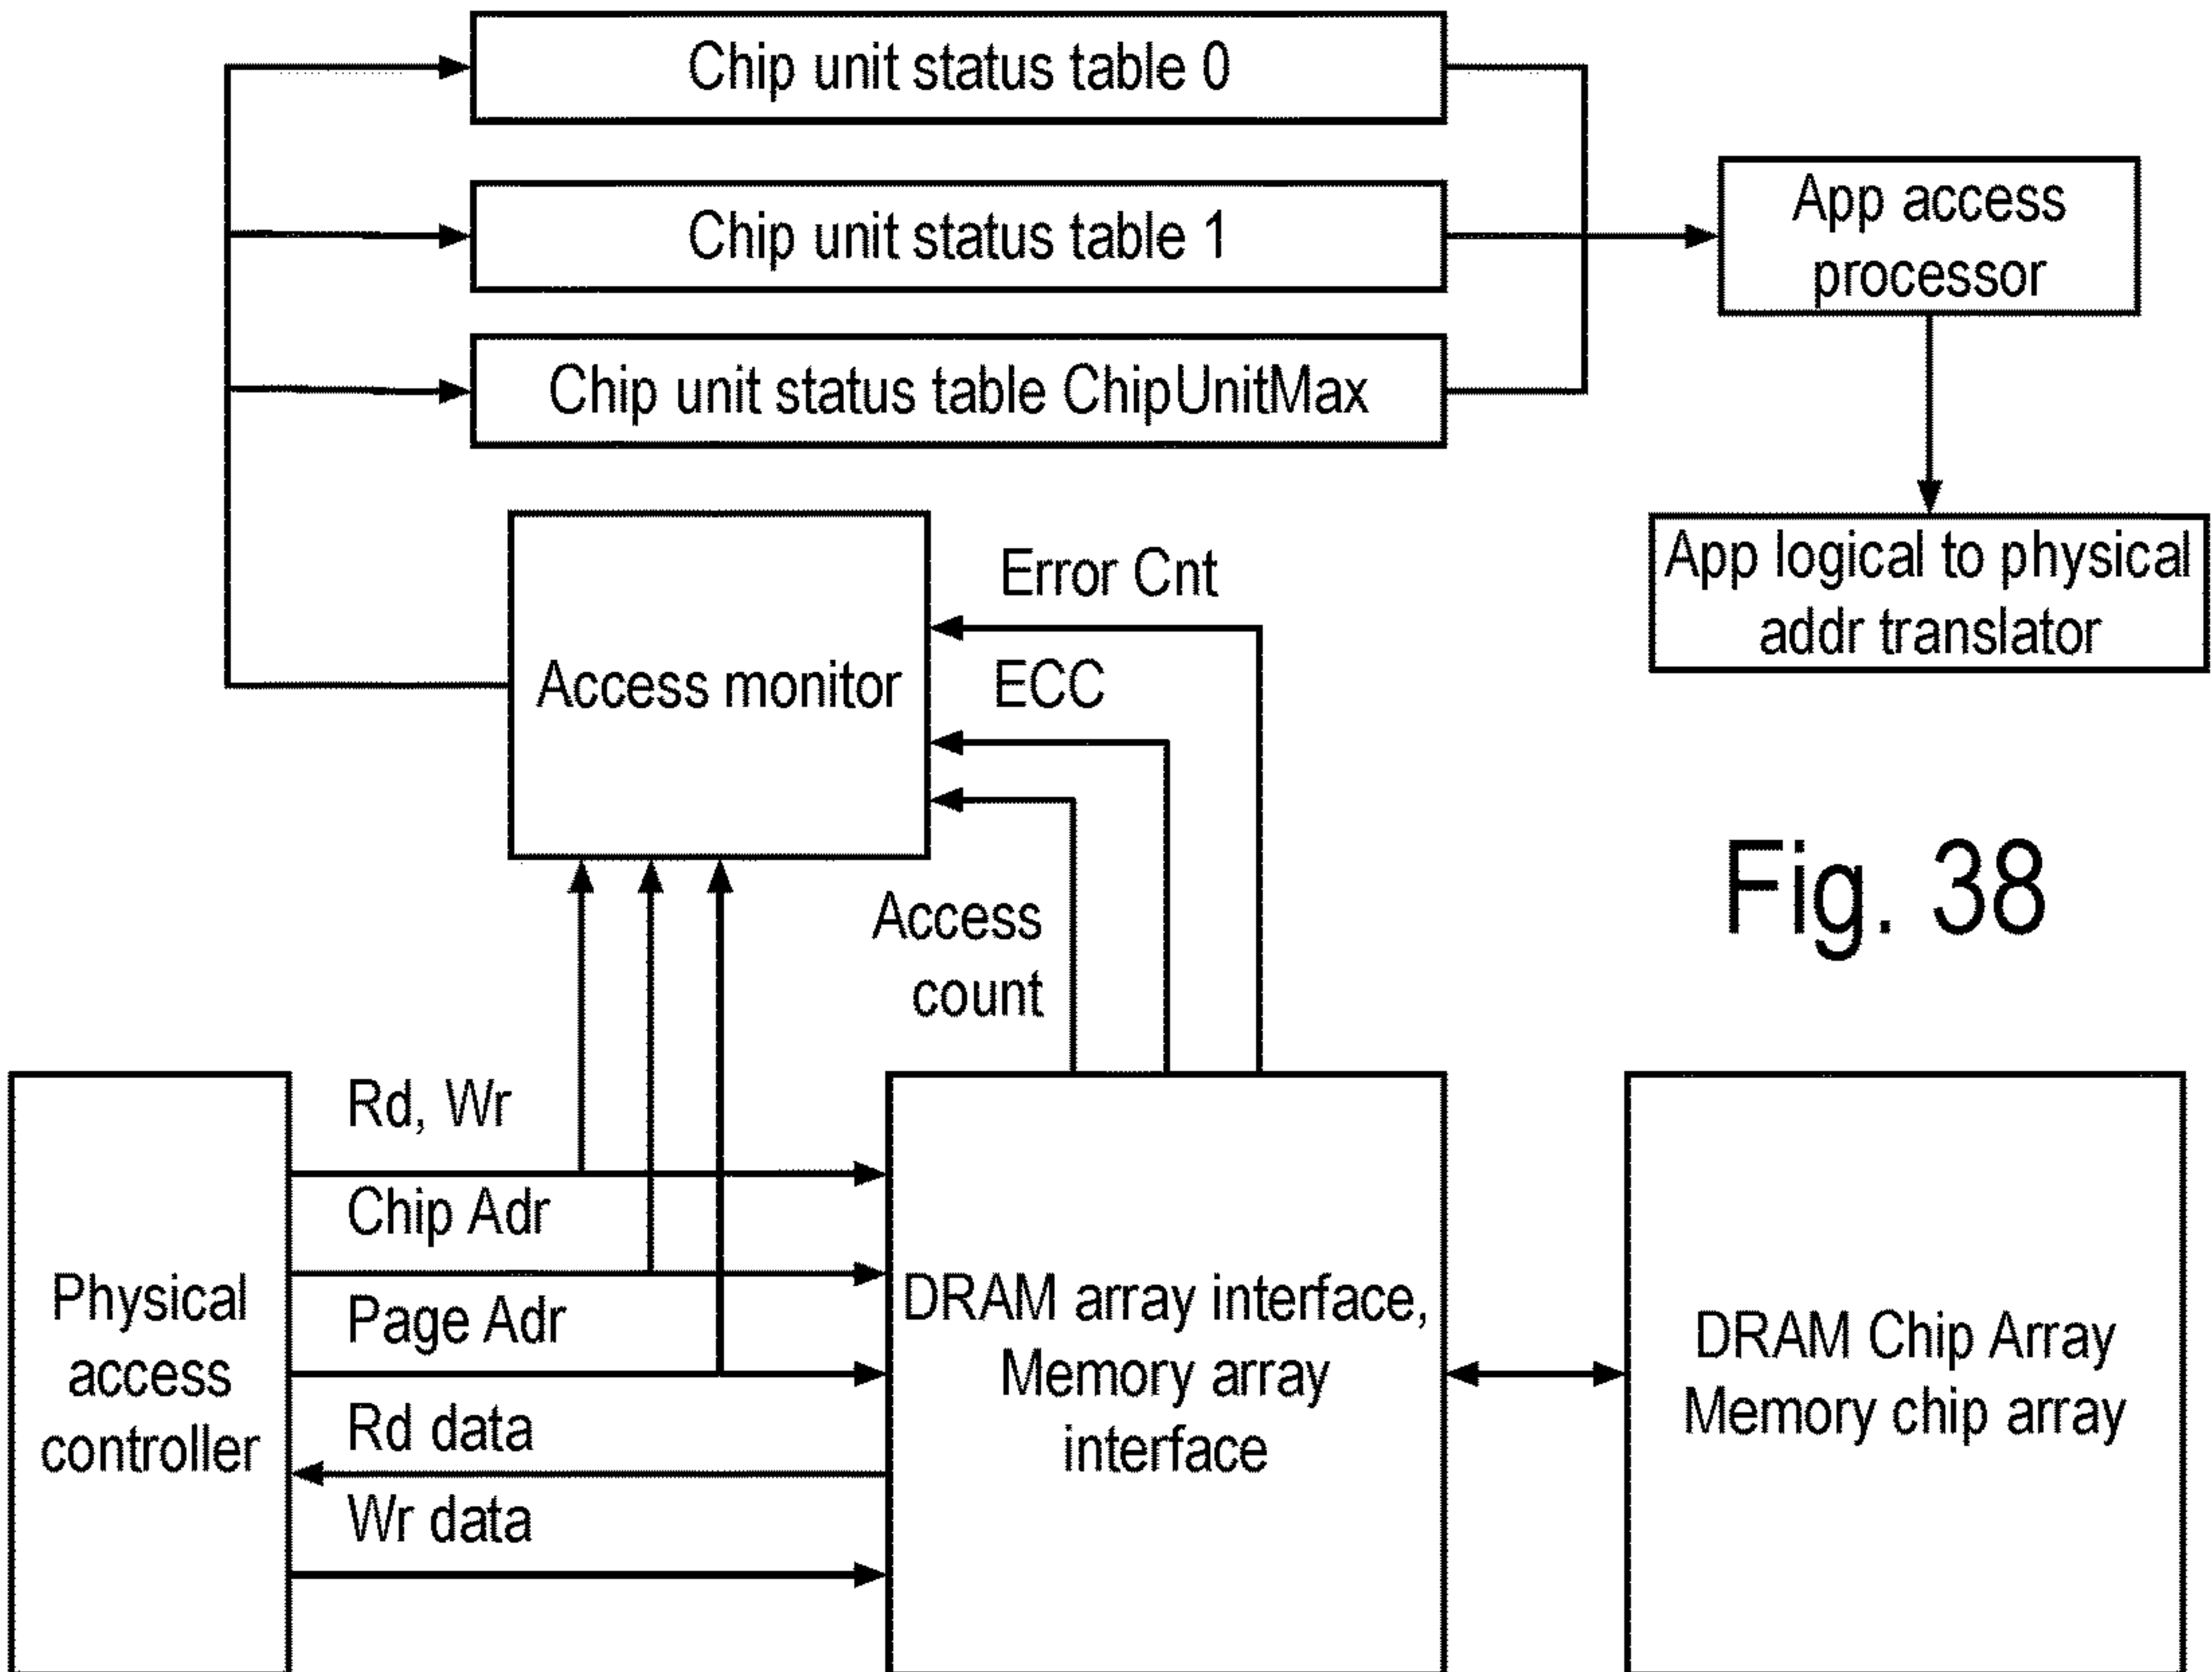 Chip unit status table 0
Chip unit status table 1
Chip unit status table ChipUnitMax
App access
processor
App logical to physical
addr translator
Access monitor
Error Cnt
ECC
Access
count
Fig. 38
Physical
access
controller
Rd, Wr
Chip Adr
Page Adr
Rd data
Wr data
DRAM array interface,
Memory array
interface
DRAM Chip Array
Memory chip array